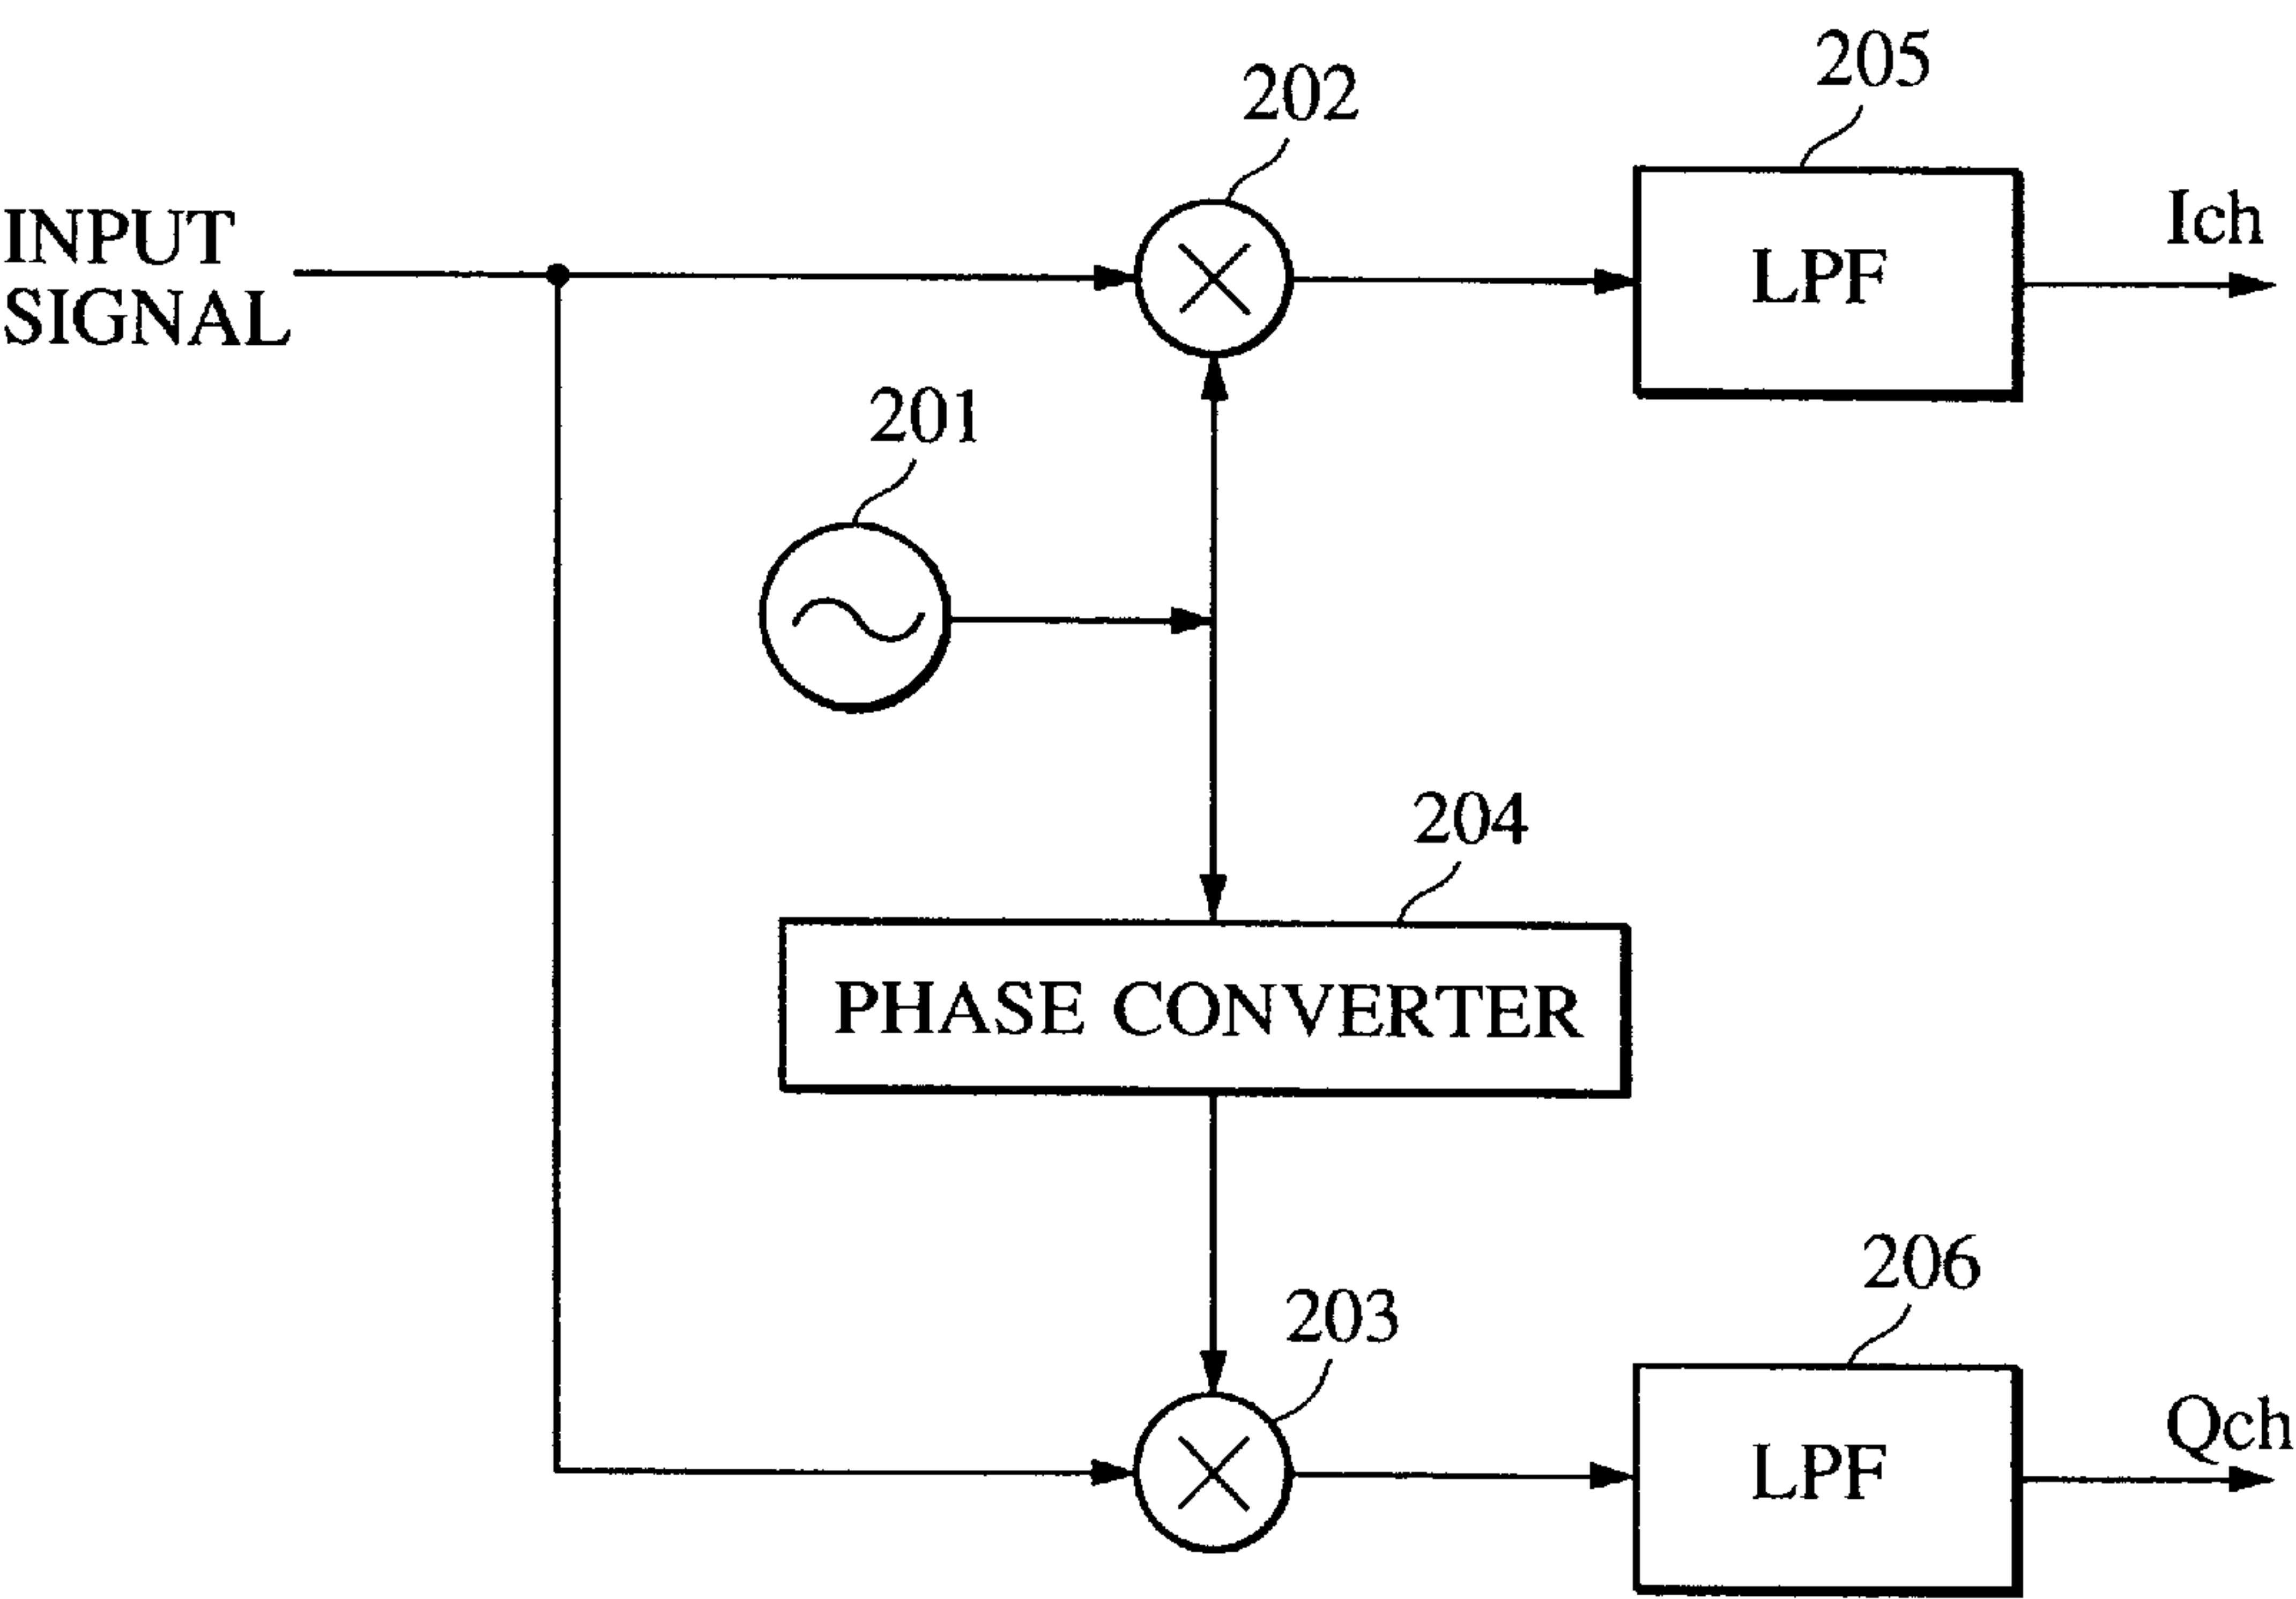 205
202
INPUT
SIGNAL
Ich
LPF
201
204
PHASE CONVERTER
206
203
Qch
LPF